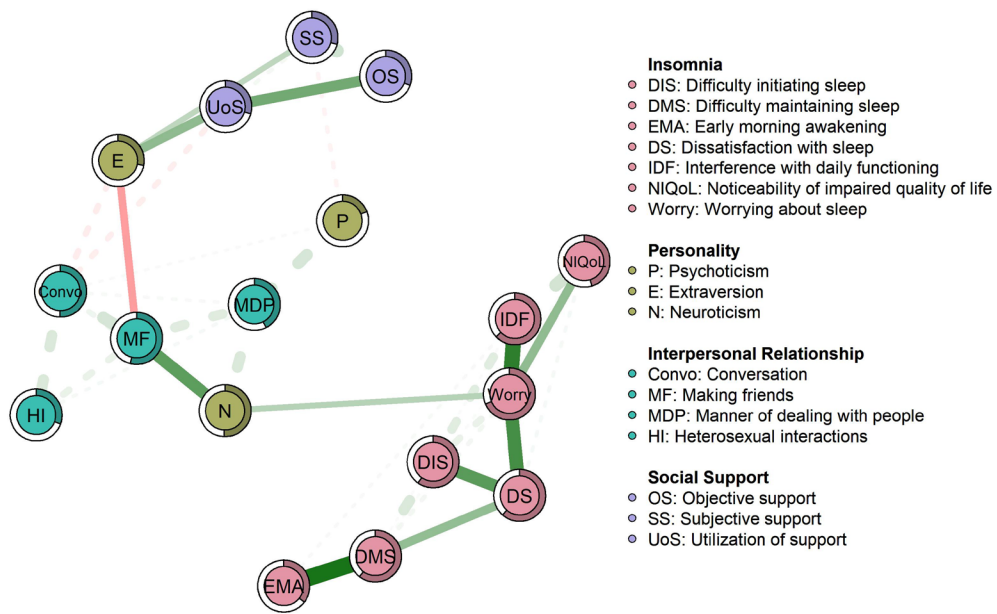 SS
OS
UoS
E
P
Convo
MDP
MF
HI
N
NIQoL
IDF
Worry
DIS
DS
DMS
EMA
Insomnia
DIS: Difficulty initiating sleep
DMS: Difficulty maintaining sleep
EMA: Early morning awakening
DS: Dissatisfaction with sleep
IDF: Interference with daily functioning
NIQoL: Noticeability of impaired quality of life
Worry: Worrying about sleep
Personality
P: Psychoticism
E: Extraversion
N: Neuroticism
Interpersonal Relationship
Convo: Conversation
MF: Making friends
MDP: Manner of dealing with people
HI: Heterosexual interactions
Social Support
OS: Objective support
SS: Subjective support
UoS: Utilization of support